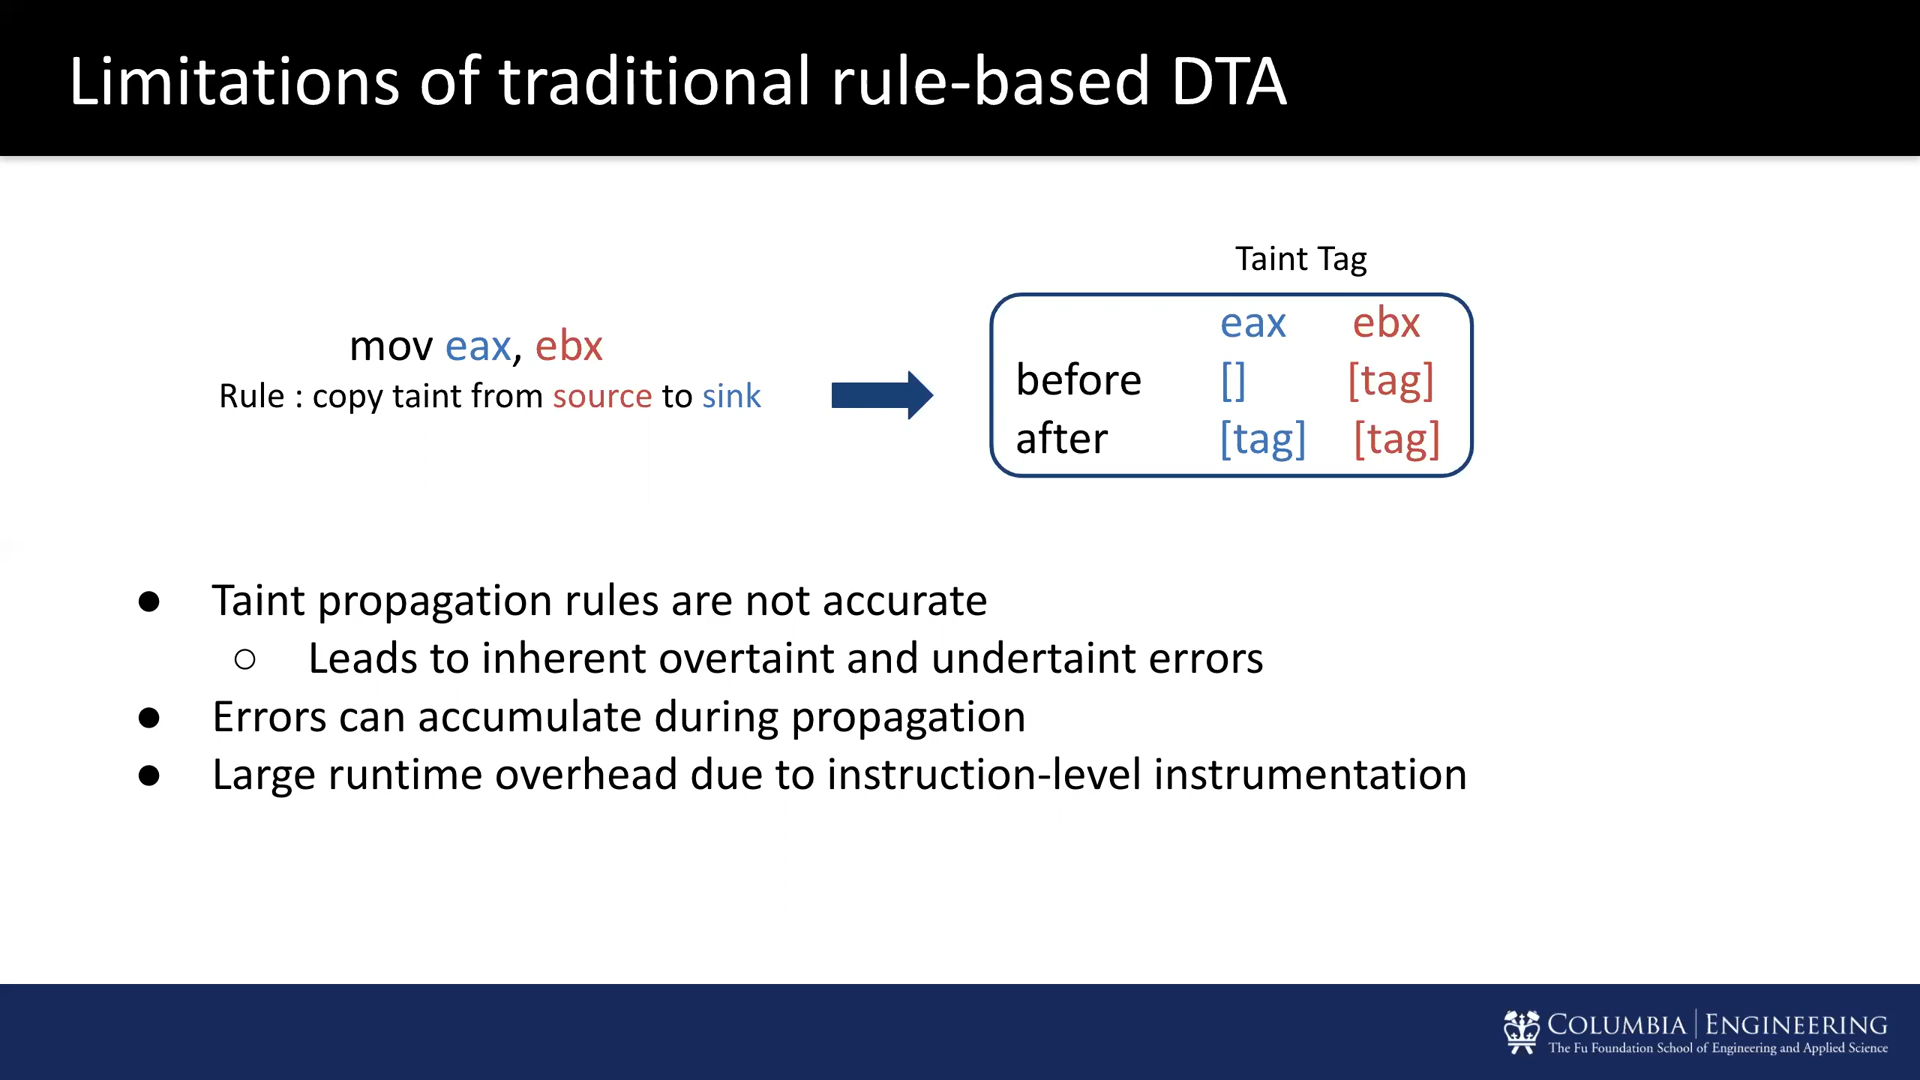 Limitations of traditional rule-based DTA
Taint Tag
mov eax, ebx
Rule : copy taint from source to sink
eax ebx
before [] [tag]
after [tag] [tag]
● Taint propagation rules are not accurate
○ Leads to inherent overtaint and undertaint errors
● Errors can accumulate during propagation
● Large runtime overhead due to instruction-level instrumentation
COLUMBIA | ENGINEERING
The Fu Foundation School of Engineering and Applied Science